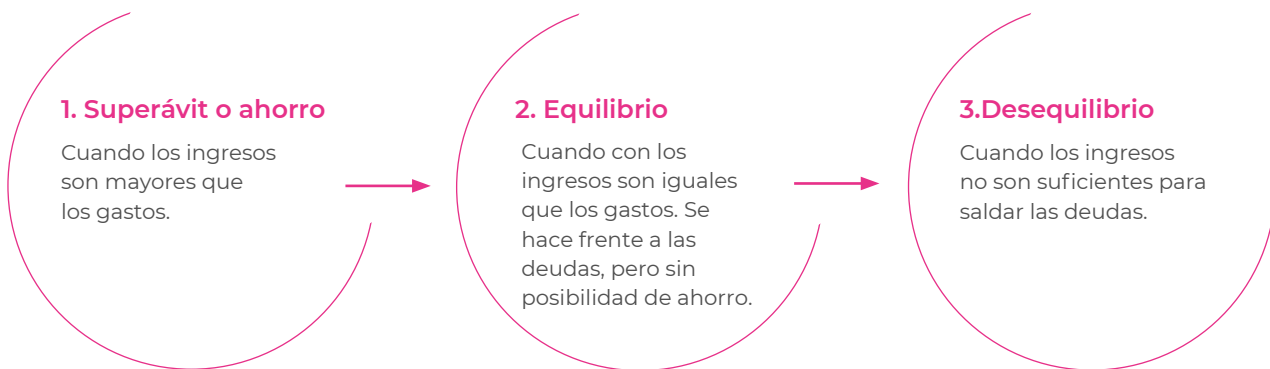 1. Superávit o ahorro
Cuando los ingresos
son mayores que
los gastos.
2. Equilibrio
Cuando con los
ingresos son iguales
que los gastos. Se
hace frente a las
deudas, pero sin
posibilidad de ahorro.
3.Desequilibrio
Cuando los ingresos
no son suficientes para
saldar las deudas.